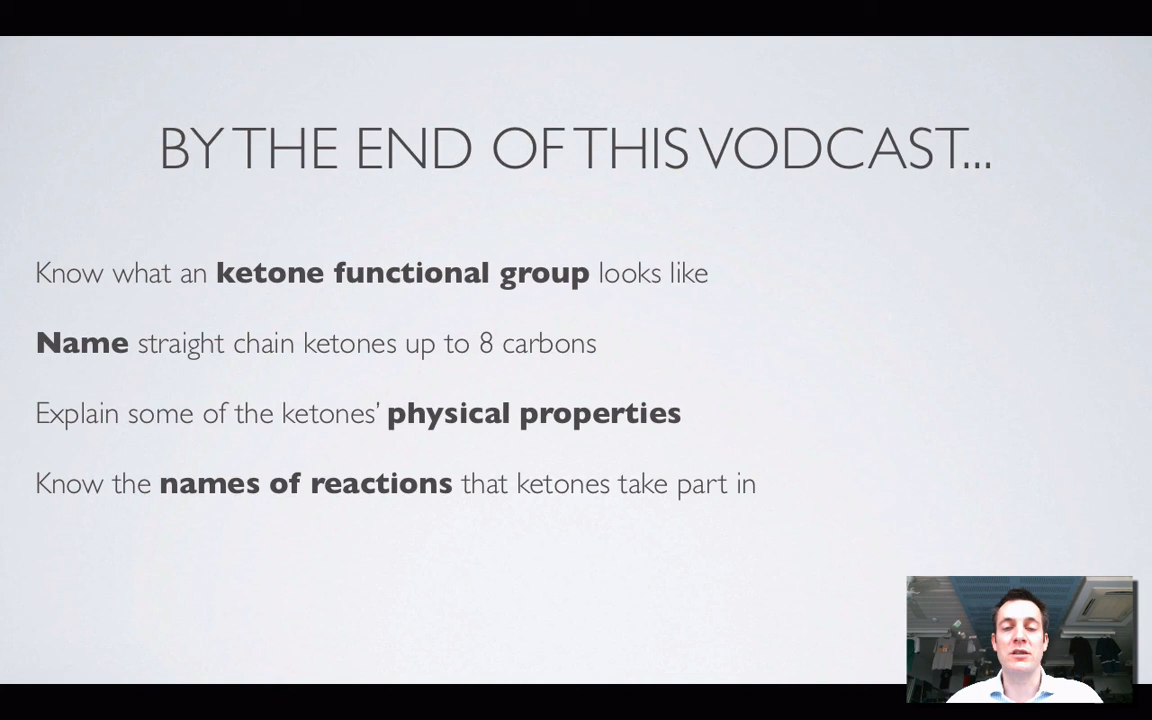 BY THE END OF THIS VODCAST...
Know what an ketone functional group looks like
Name straight chain ketones up to 8 carbons
Explain some of the ketones’ physical properties
Know the names of reactions that ketones take part in